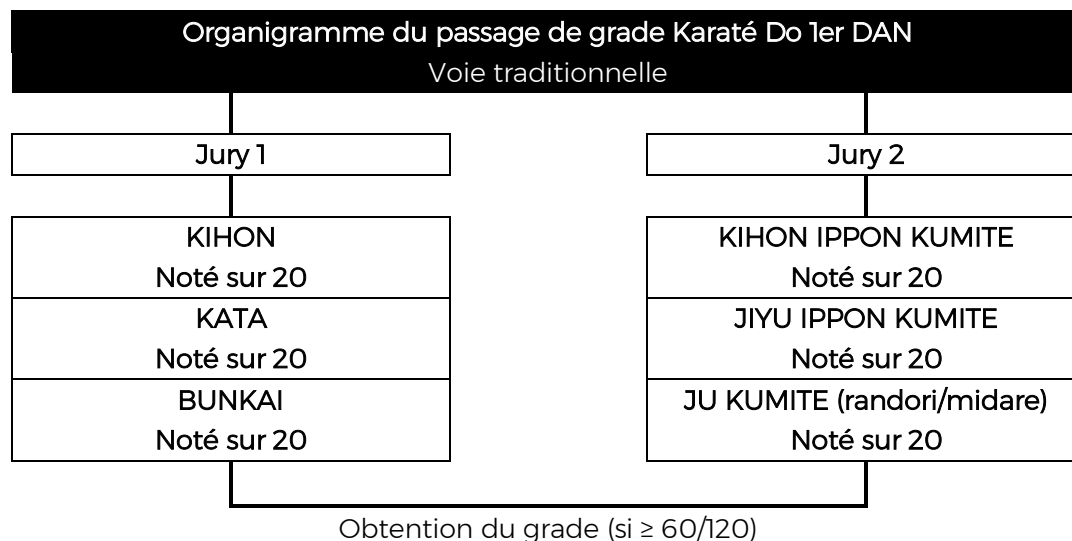 Organigramme du passage de grade Karaté Do 1er DAN
Voie traditionnelle
Jury 1
KIHON
Noté sur 20
KATA
Noté sur 20
BUNKAI
Noté sur 20
Jury 2
KIHON IPPON KUMITE
Noté sur 20
JIYU IPPON KUMITE
Noté sur 20
JU KUMITE (randori/midare)
Noté sur 20
Obtention du grade (si ≥ 60/120)